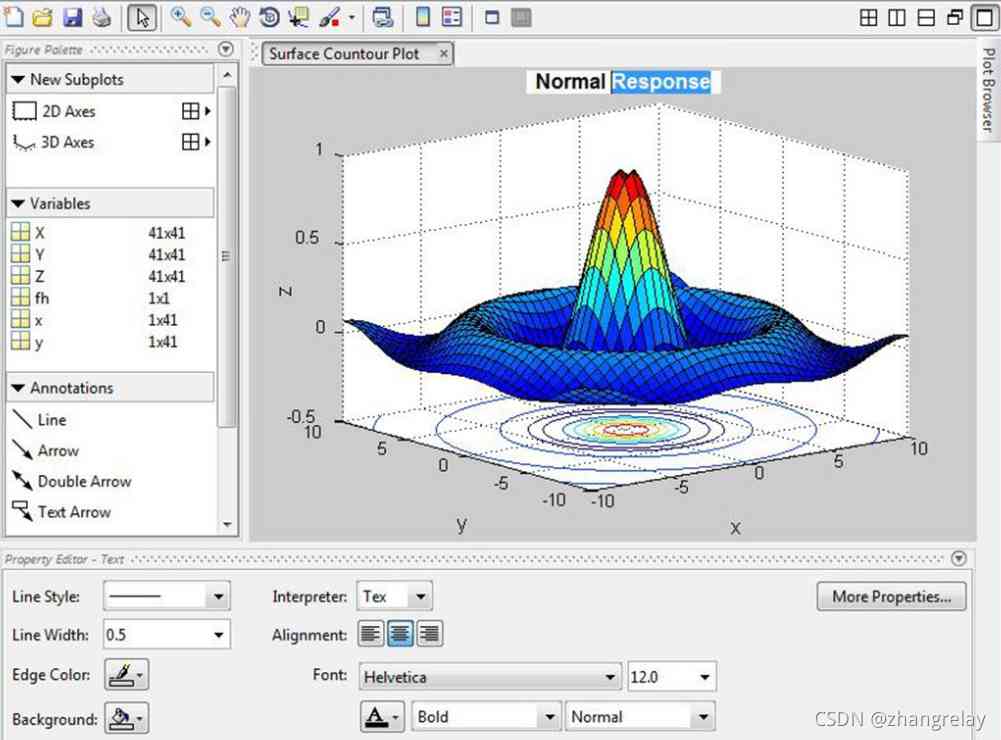 Figure Palette
Surface Countour Plot ×
Plot Browser
New Subplots
2D Axes
3D Axes
Variables
X 41x41
Y 41x41
Z 41x41
fh 1x1
x 1x41
y 1x41
Annotations
Line
Arrow
Double Arrow
Text Arrow
Normal Response
1
0.5
0
-0.5
z
10
5
0
-5
-10
y
-10
-5
0
5
10
x
Property Editor - Text
Line Style:
Interpreter: Tex
More Properties...
Line Width: 0.5
Alignment:
Edge Color:
Font: Helvetica 12.0
Background:
A Bold Normal
CSDN @zhangrelay